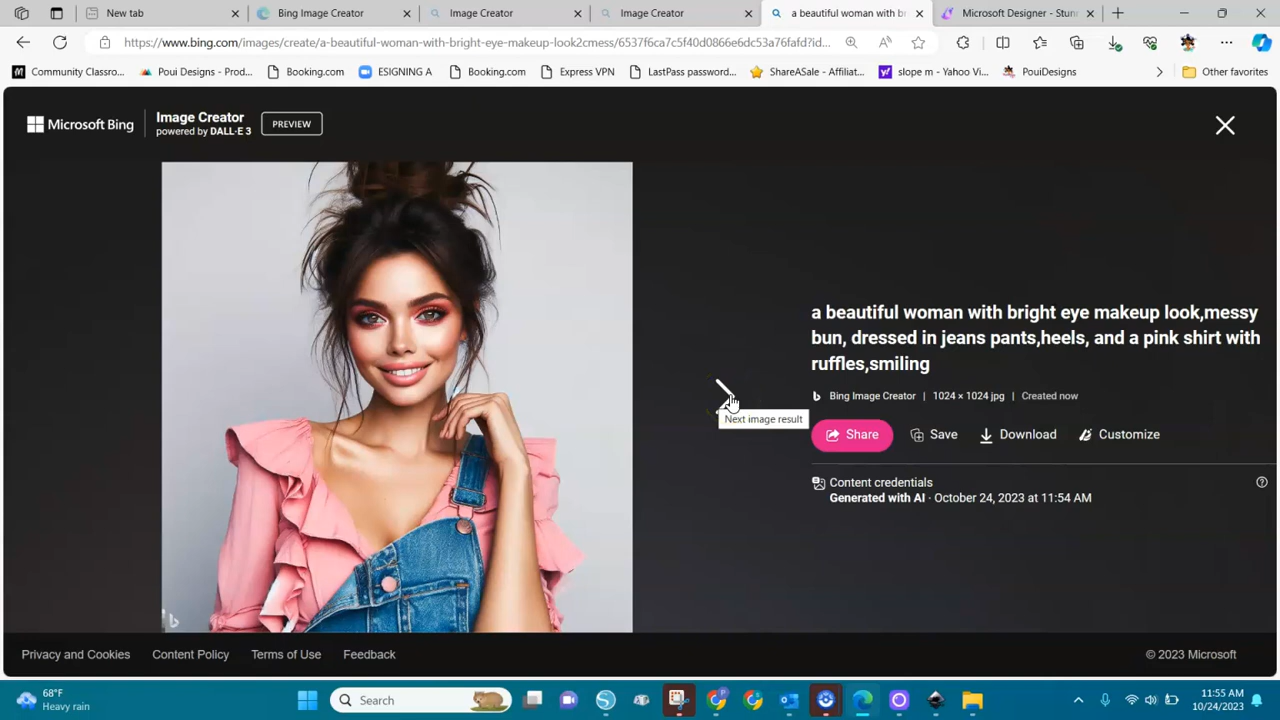 New tab
Bing Image Creator
Image Creator
Image Creator
a beautiful woman with br
Microsoft Designer - Stunn
https://www.bing.com/images/create/a-beautiful-woman-with-bright-eye-makeup-look2cmess/6537f6ca7c5f40d0866e6dc53a76fafd?id...
Community Classro...
Poui Designs - Prod...
Booking.com
ESIGNING A
Booking.com
Express VPN
LastPass password...
ShareASale - Affiliat...
slope m - Yahoo Vi...
PouiDesigns
Other favorites
Microsoft Bing
Image Creator
powered by DALL·E 3
PREVIEW
a beautiful woman with bright eye makeup look,messy
bun, dressed in jeans pants,heels, and a pink shirt with
ruffles,smiling
Bing Image Creator | 1024 × 1024 jpg | Created now
Next image result
Share
Save
Download
Customize
Content credentials
Generated with AI · October 24, 2023 at 11:54 AM
Privacy and Cookies
Content Policy
Terms of Use
Feedback
© 2023 Microsoft
68°F
Heavy rain
Search
11:55 AM
10/24/2023